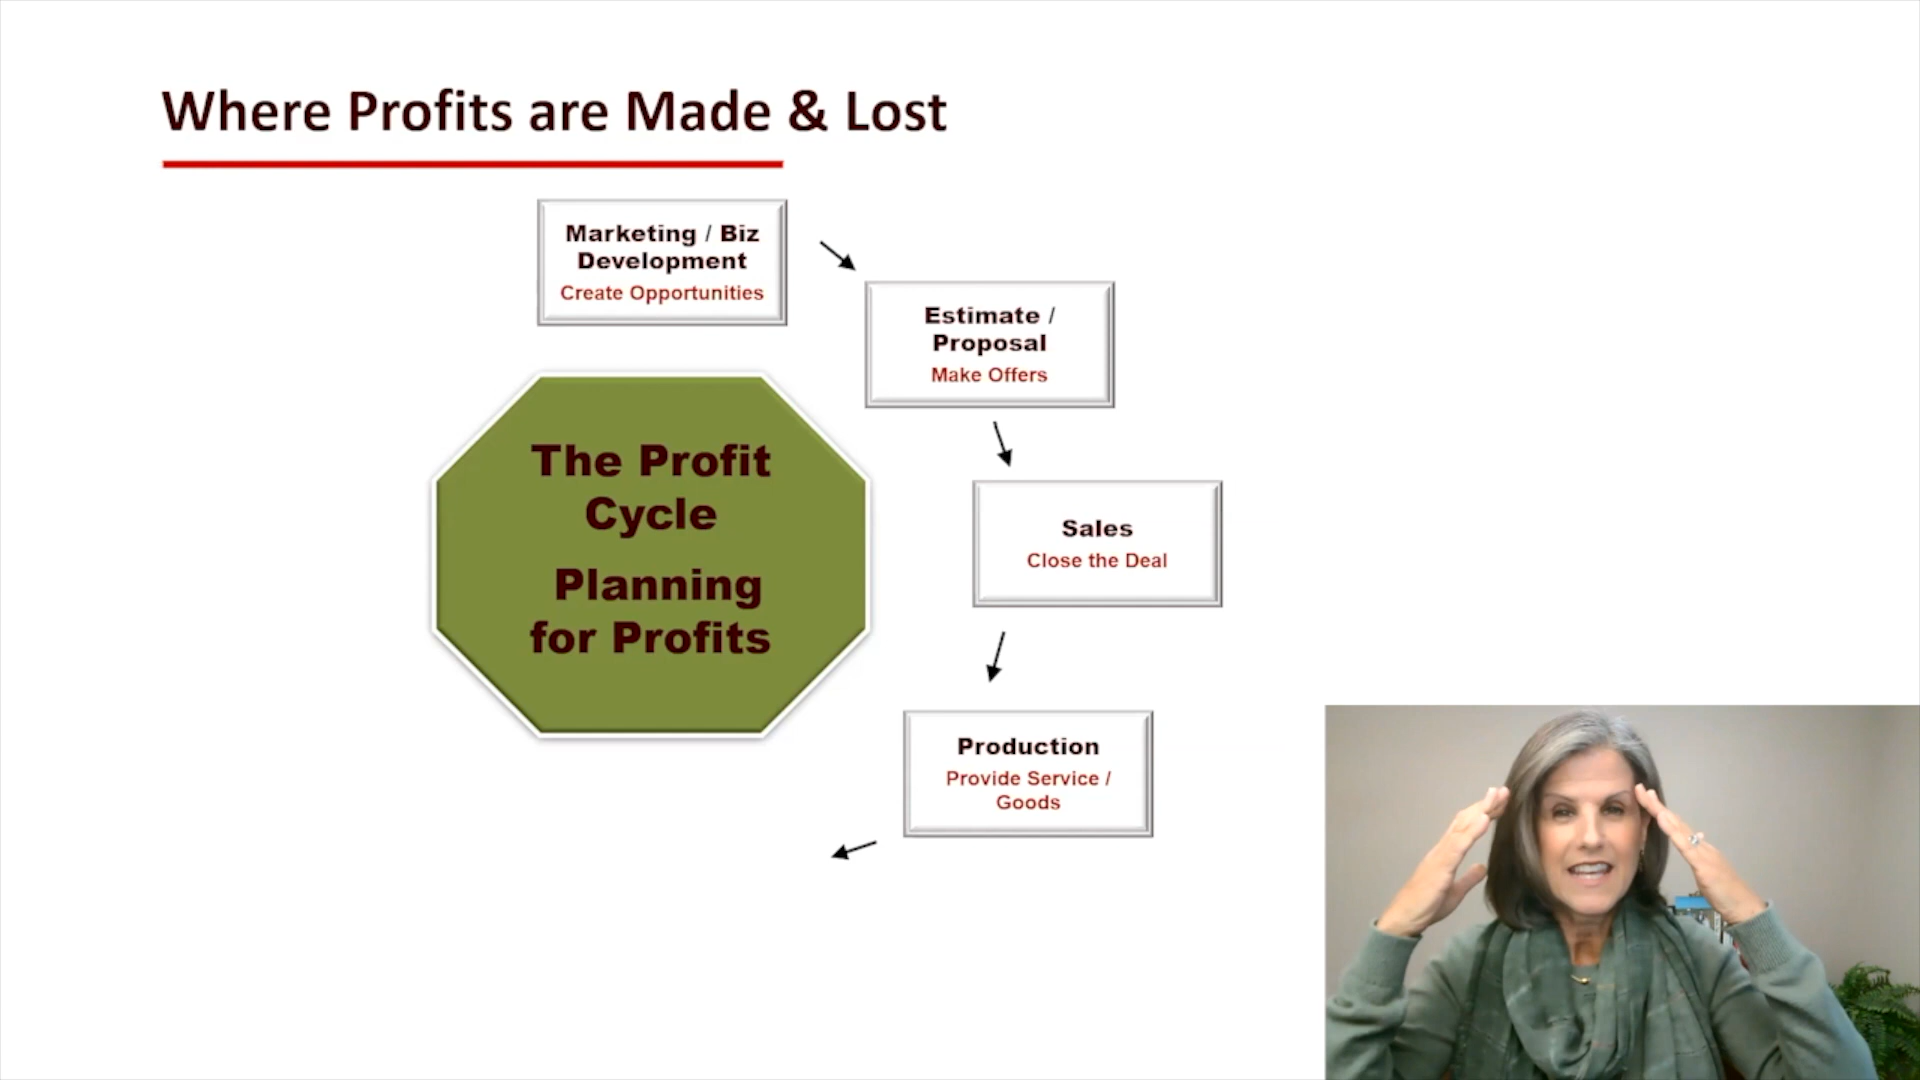 Where Profits are Made & Lost
Marketing / Biz
Development
Create Opportunities
Estimate /
Proposal
Make Offers
The Profit
Cycle
Planning
for Profits
Sales
Close the Deal
Production
Provide Service /
Goods